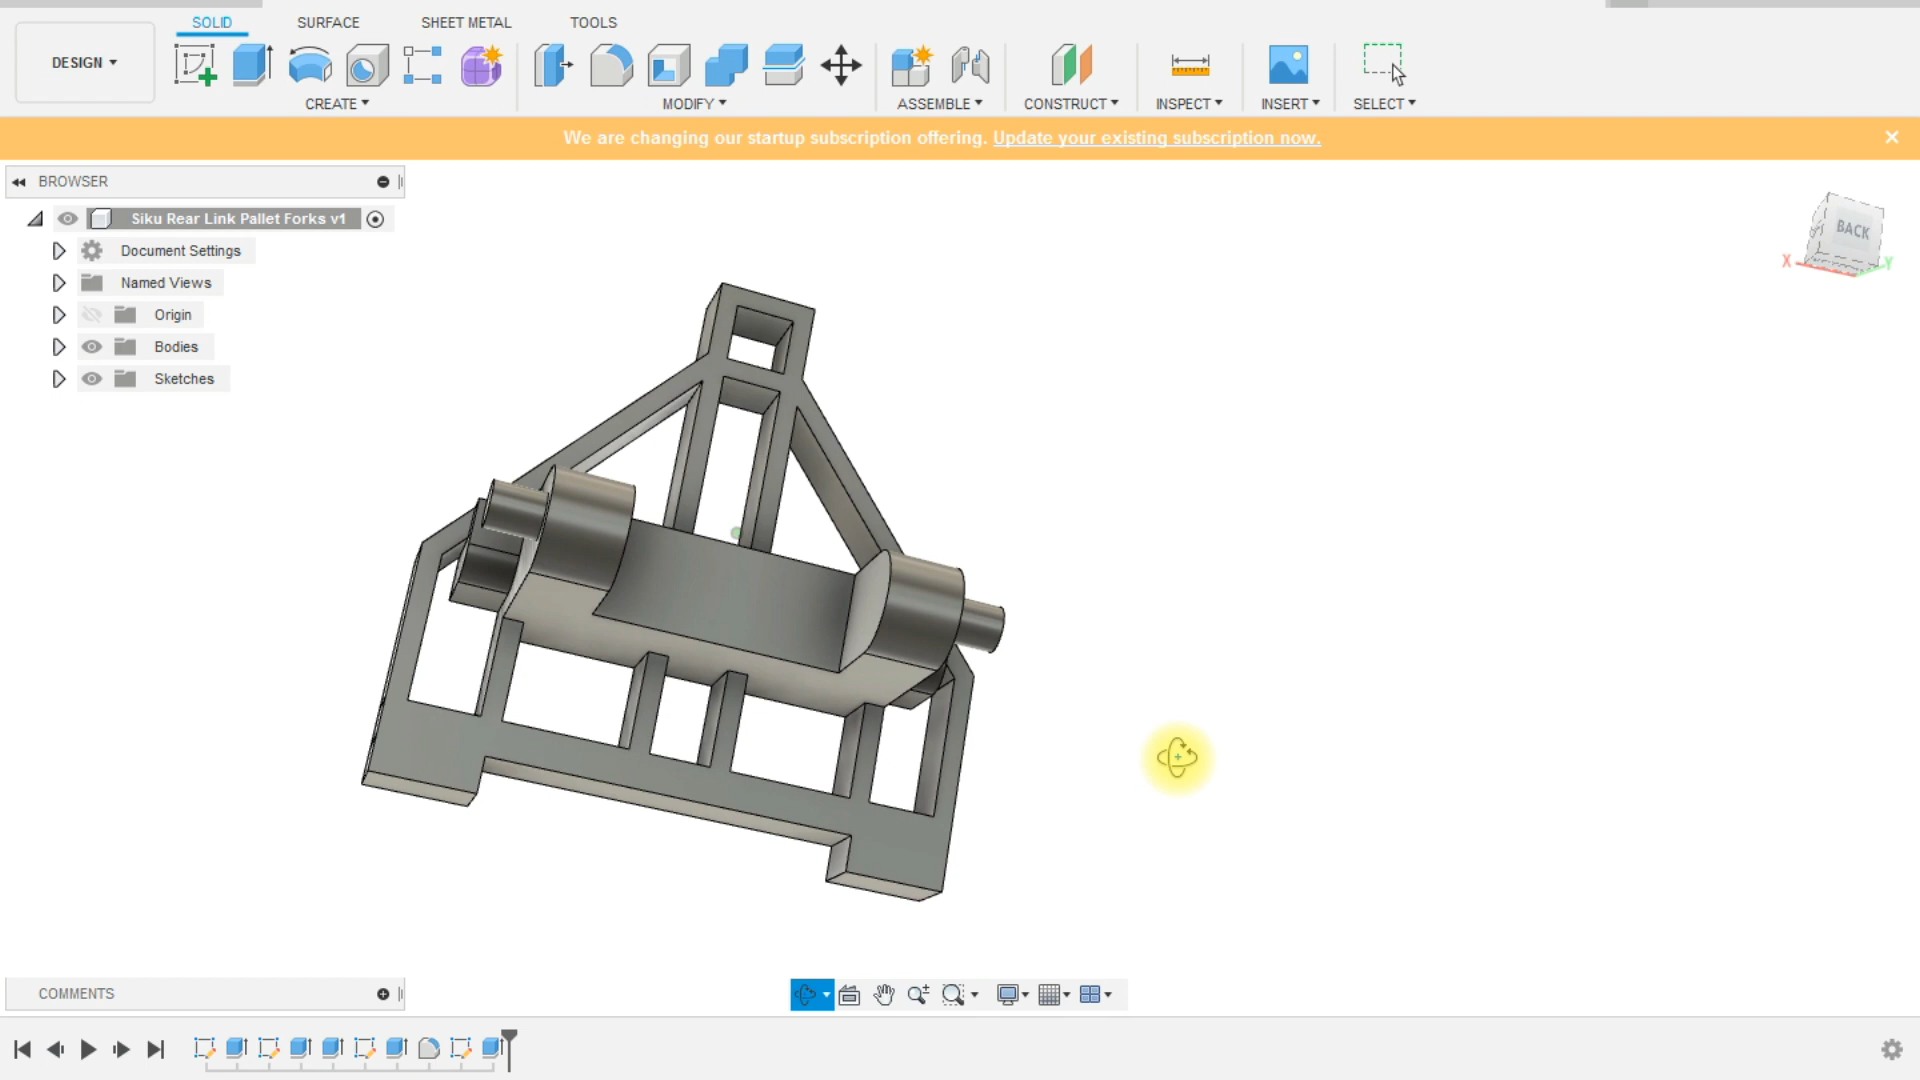 SOLID SURFACE SHEET METAL TOOLS
DESIGN
CREATE MODIFY ASSEMBLE CONSTRUCT INSPECT INSERT SELECT
We are changing our startup subscription offering. Update your existing subscription now.
BROWSER
Siku Rear Link Pallet Forks v1
Document Settings
Named Views
Origin
Bodies
Sketches
BACK
X
Y
COMMENTS